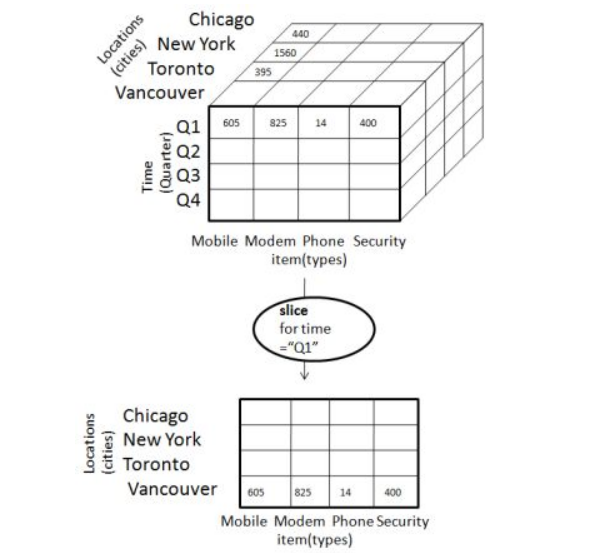 Chicago
New York
Toronto
Vancouver
Locations
(cities)
440
1560
395
605 825 14 400
Time
(Quarter)
Q1
Q2
Q3
Q4
Mobile Modem Phone Security
item(types)
slice
for time
="Q1"
Locations
(cities)
Chicago
New York
Toronto
Vancouver
605 825 14 400
Mobile Modem Phone Security
item(types)